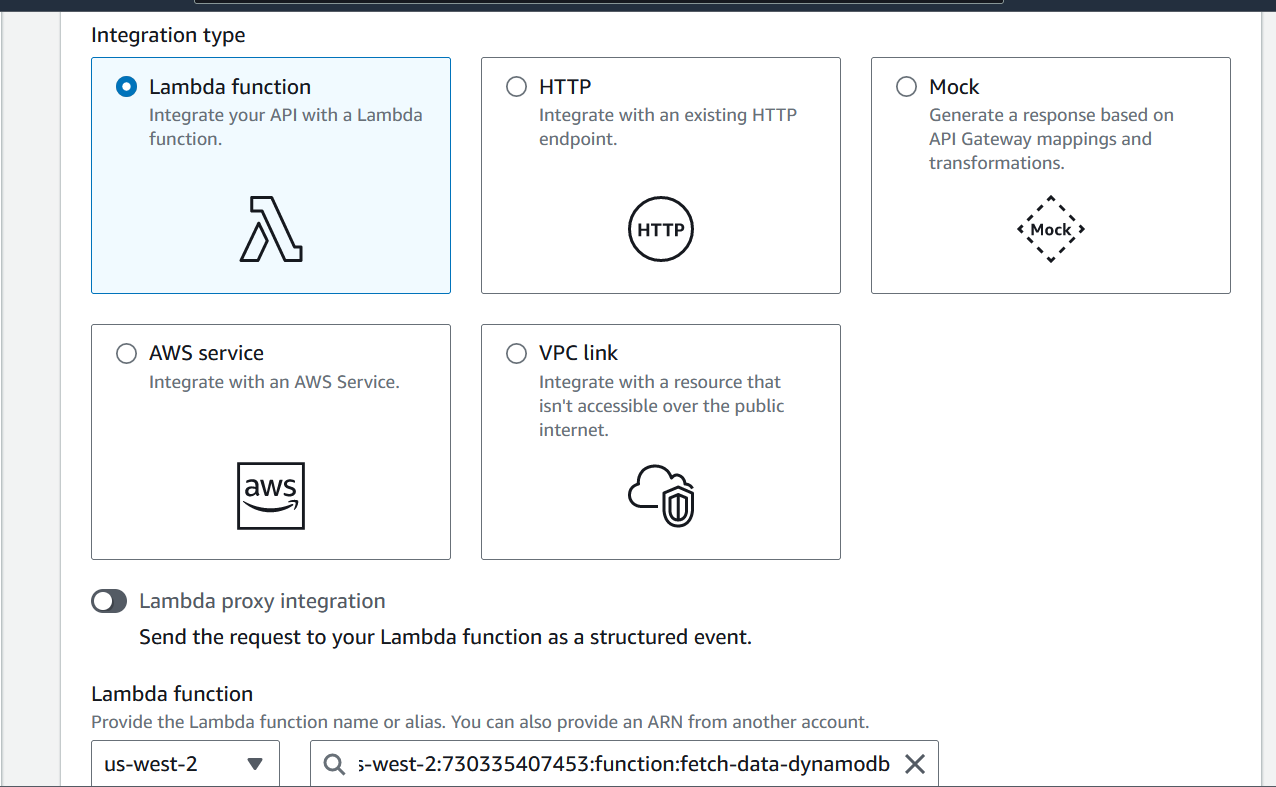 Integration type
Lambda function
Integrate your API with a Lambda
function.
HTTP
Integrate with an existing HTTP
endpoint.
HTTP
Mock
Generate a response based on
API Gateway mappings and
transformations.
Mock
AWS service
Integrate with an AWS Service.
aws
VPC link
Integrate with a resource that
isn't accessible over the public
internet.
Lambda proxy integration
Send the request to your Lambda function as a structured event.
Lambda function
Provide the Lambda function name or alias. You can also provide an ARN from another account.
us-west-2
s-west-2:730335407453:function:fetch-data-dynamodb